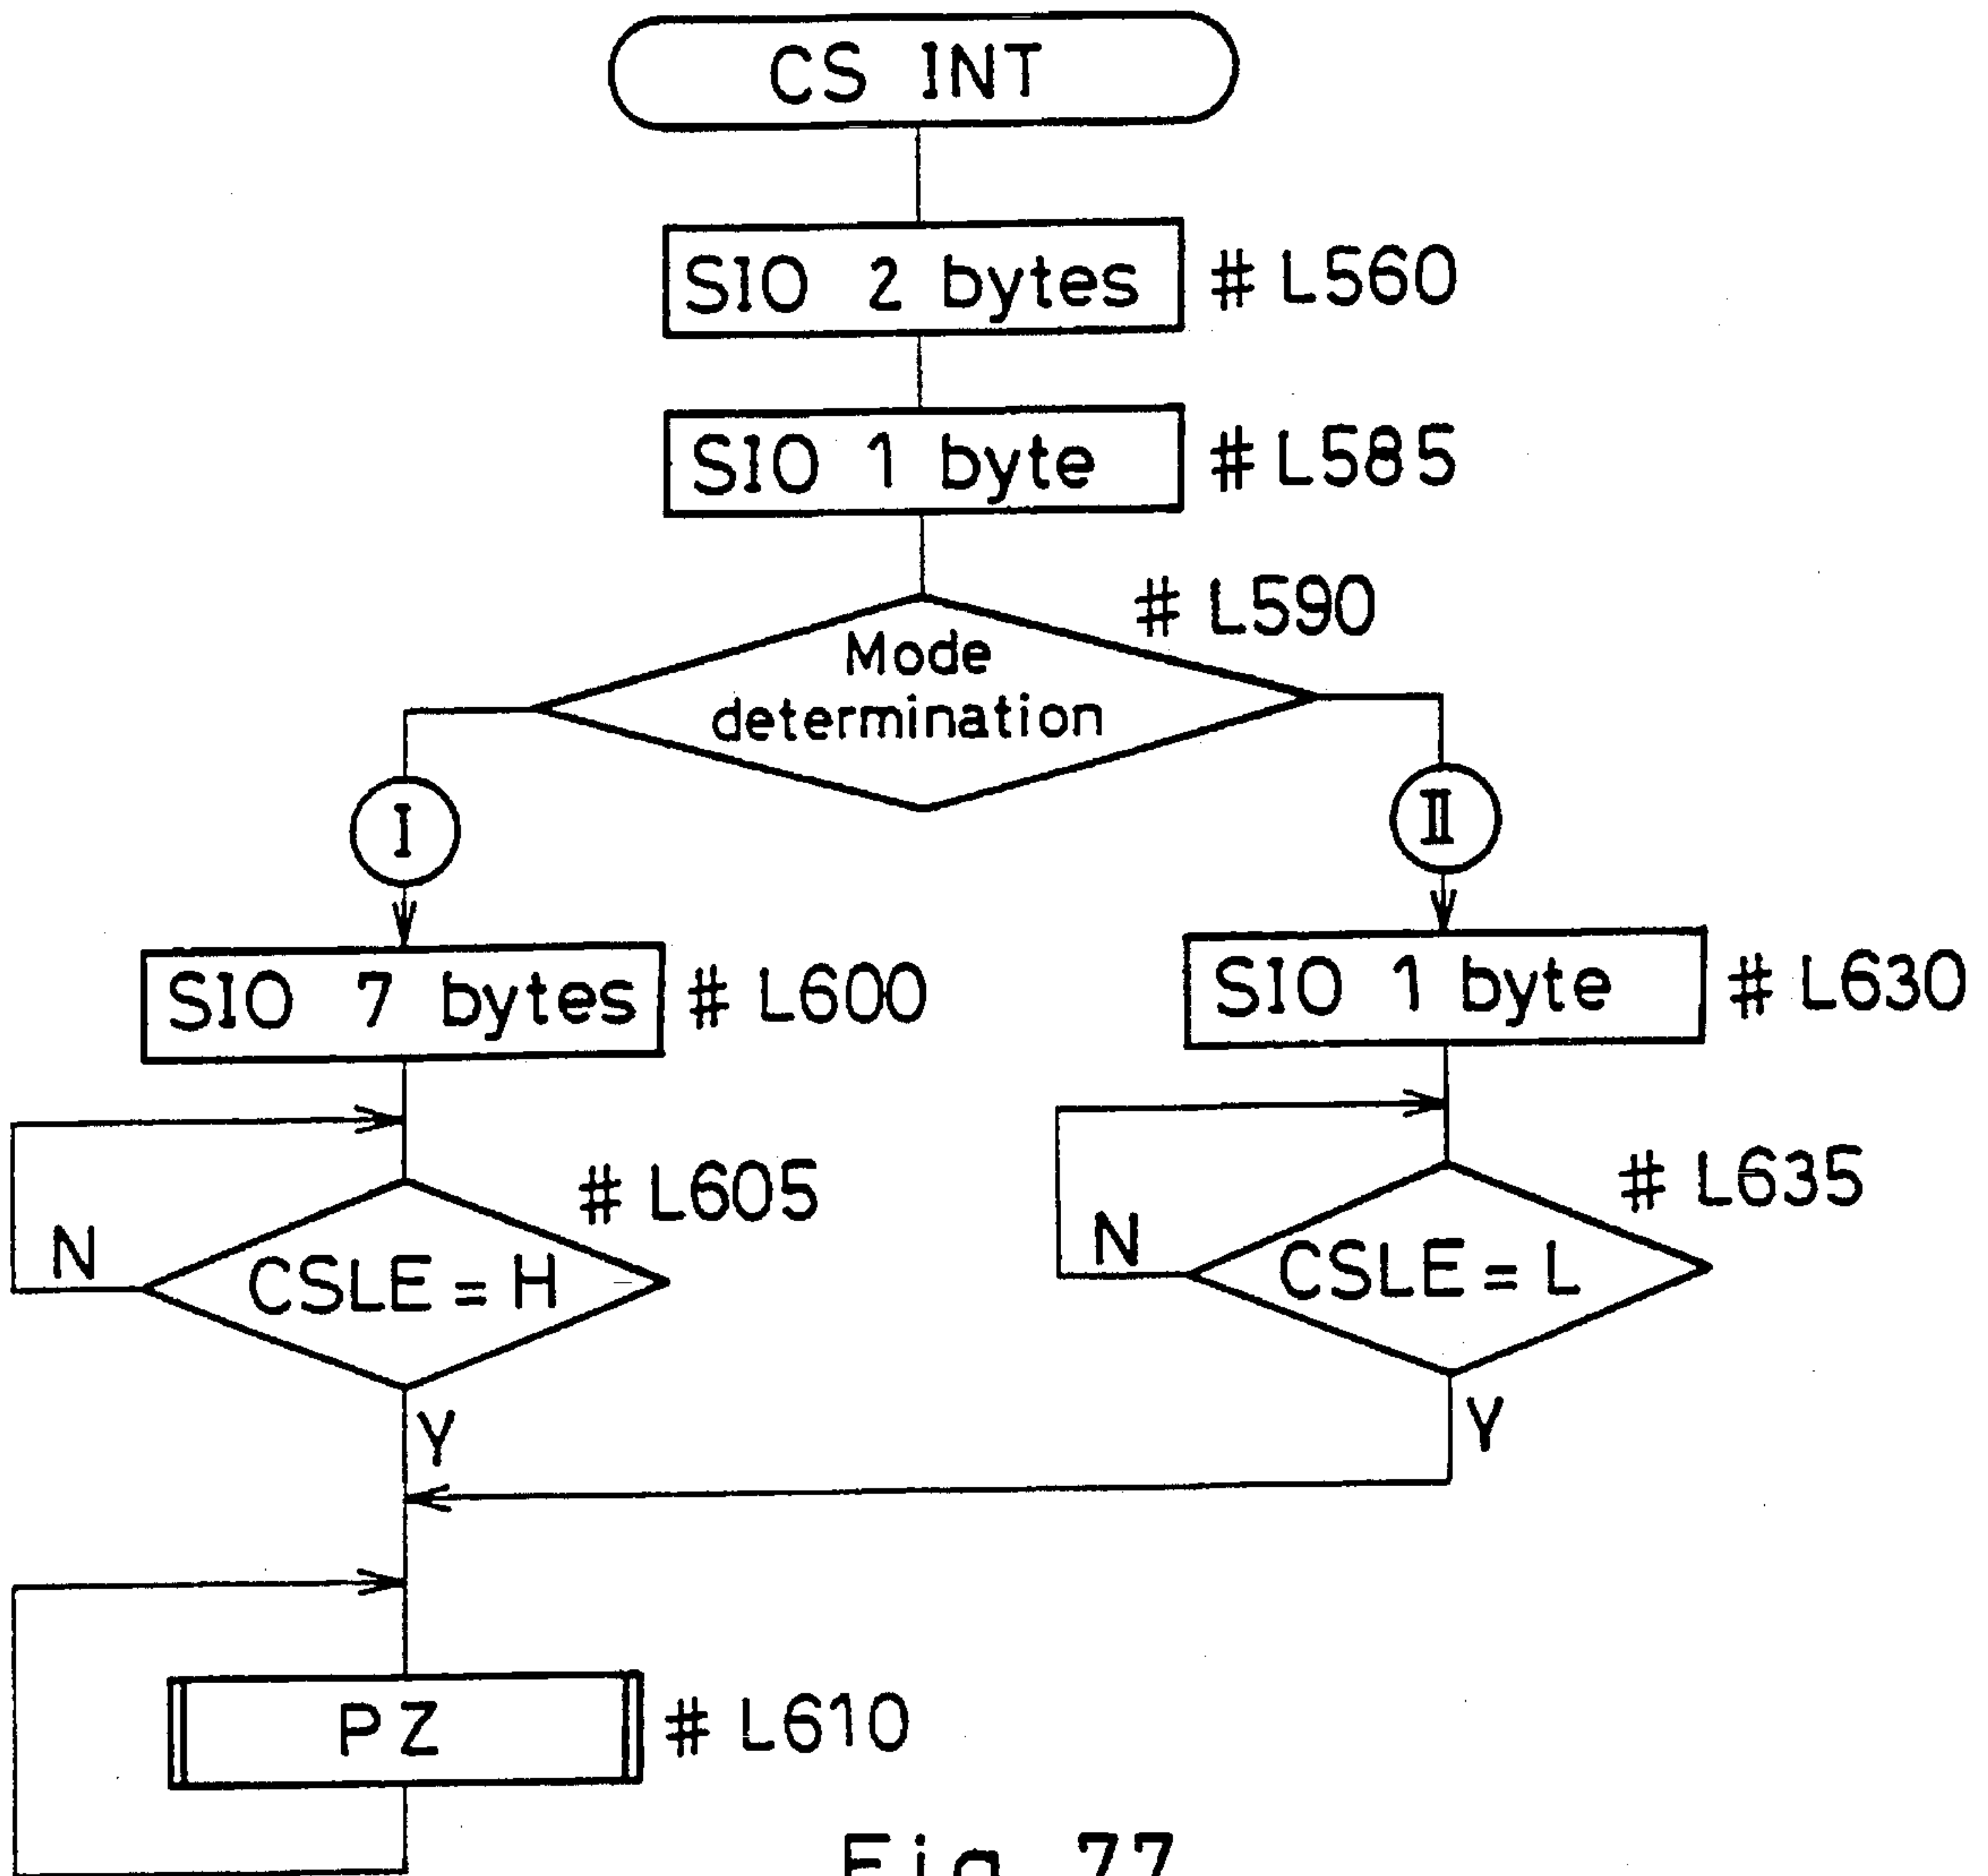 CS INT
SIO 2 bytes # L560
SIO 1 byte # L585
# L590
Mode
determination
I
II
SIO 7 bytes # L600
SIO 1 byte # L630
# L605
# L635
N
CSLE = H
N
CSLE = L
Y
Y
PZ # L610
Fig. 77